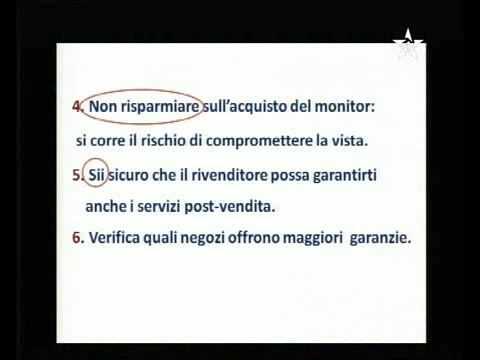 4. Non risparmiare sull'acquisto del monitor:
si corre il rischio di compromettere la vista.
5. Sii sicuro che il rivenditore possa garantirti
anche i servizi post-vendita.
6. Verifica quali negozi offrono maggiori garanzie.